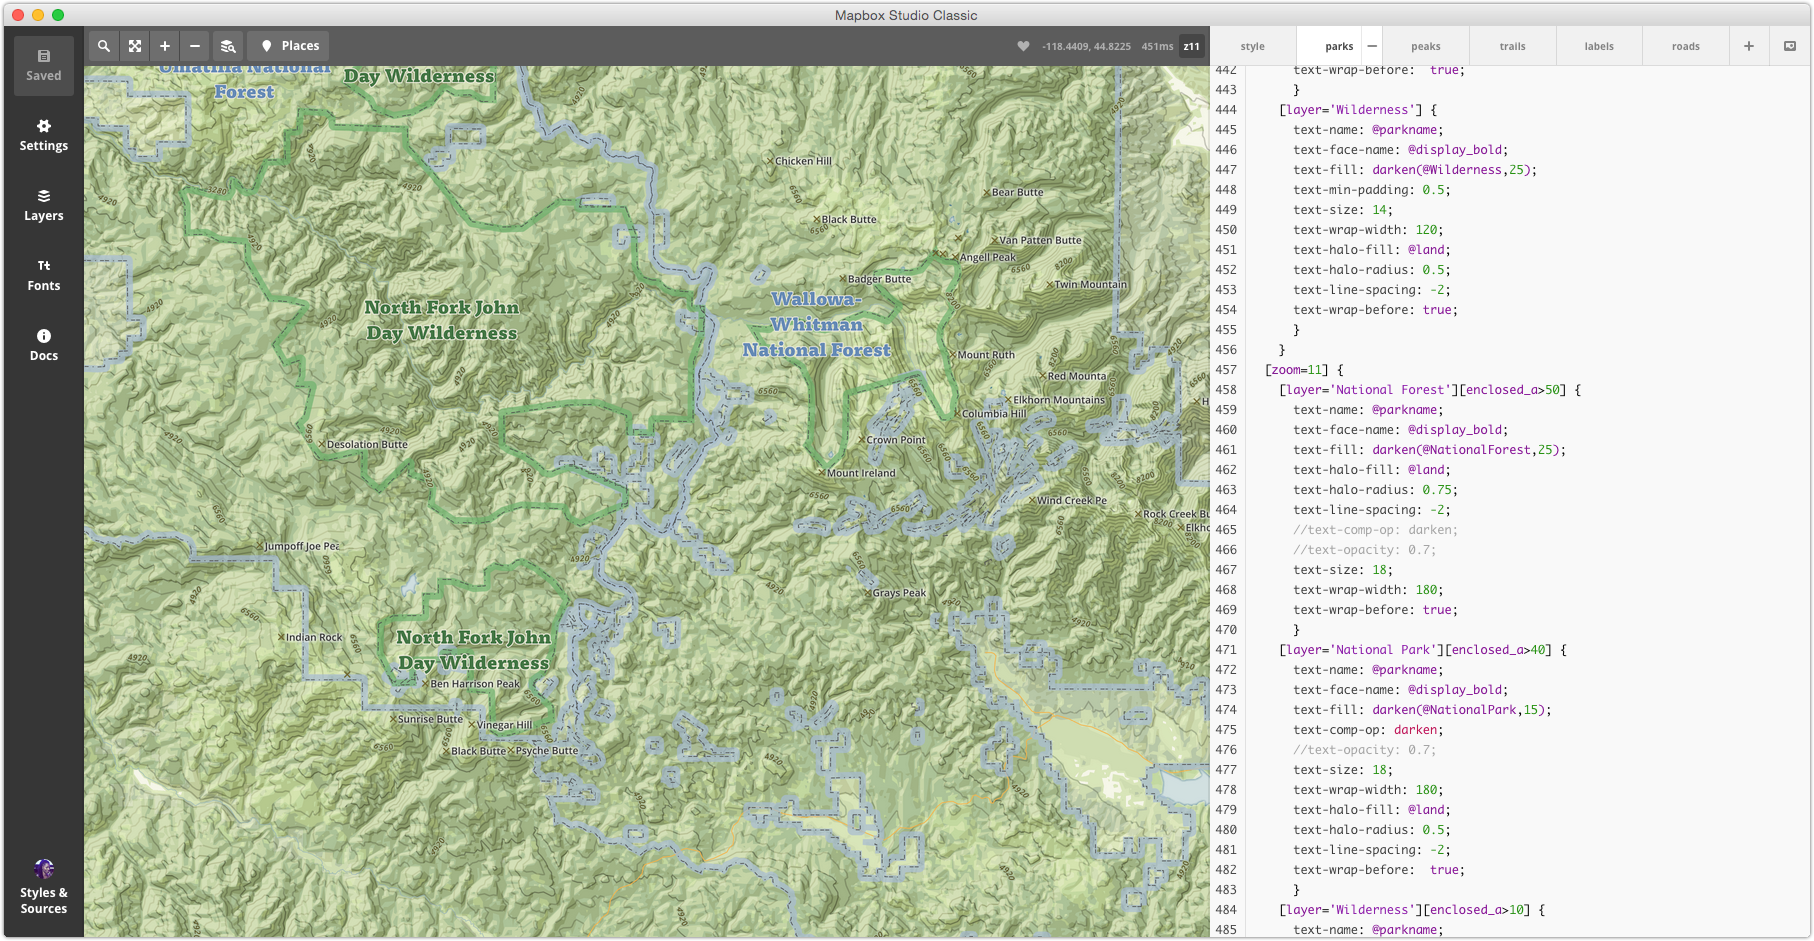 Mapbox Studio Classic
Saved
Settings
Layers
Tt
Fonts
Docs
Styles &
Sources
Places
-118.4409, 44.8225 451ms z11
style parks peaks trails labels roads
Umatilla National
Forest
Day Wilderness
North Fork John
Day Wilderness
Wallowa-
Whitman
National Forest
North Fork John
Day Wilderness
Chicken Hill
Bear Butte
Black Butte
Van Patten Butte
Angell Peak
Badger Butte
Twin Mountain
Mount Ruth
Red Mounta
Elkhorn Mountains
Columbia Hill
Crown Point
Desolation Butte
Mount Ireland
Wind Creek Pe
Rock Creek Bu
Elkho
Jumpoff Joe Pea
Grays Peak
Indian Rock
Ben Harrison Peak
Sunrise Butte
Vinegar Hill
Black Butte
Psyche Butte
442 text-wrap-before: true;
443 }
444 [layer='Wilderness'] {
445 text-name: @parkname;
446 text-face-name: @display_bold;
447 text-fill: darken(@Wilderness,25);
448 text-min-padding: 0.5;
449 text-size: 14;
450 text-wrap-width: 120;
451 text-halo-fill: @land;
452 text-halo-radius: 0.5;
453 text-line-spacing: -2;
454 text-wrap-before: true;
455 }
456 }
457 [zoom=11] {
458 [layer='National Forest'][enclosed_a>50] {
459 text-name: @parkname;
460 text-face-name: @display_bold;
461 text-fill: darken(@NationalForest,25);
462 text-halo-fill: @land;
463 text-halo-radius: 0.75;
464 text-line-spacing: -2;
465 //text-comp-op: darken;
466 //text-opacity: 0.7;
467 text-size: 18;
468 text-wrap-width: 180;
469 text-wrap-before: true;
470 }
471 [layer='National Park'][enclosed_a>40] {
472 text-name: @parkname;
473 text-face-name: @display_bold;
474 text-fill: darken(@NationalPark,15);
475 text-comp-op: darken;
476 //text-opacity: 0.7;
477 text-size: 18;
478 text-wrap-width: 180;
479 text-halo-fill: @land;
480 text-halo-radius: 0.5;
481 text-line-spacing: -2;
482 text-wrap-before: true;
483 }
484 [layer='Wilderness'][enclosed_a>10] {
485 text-name: @parkname;